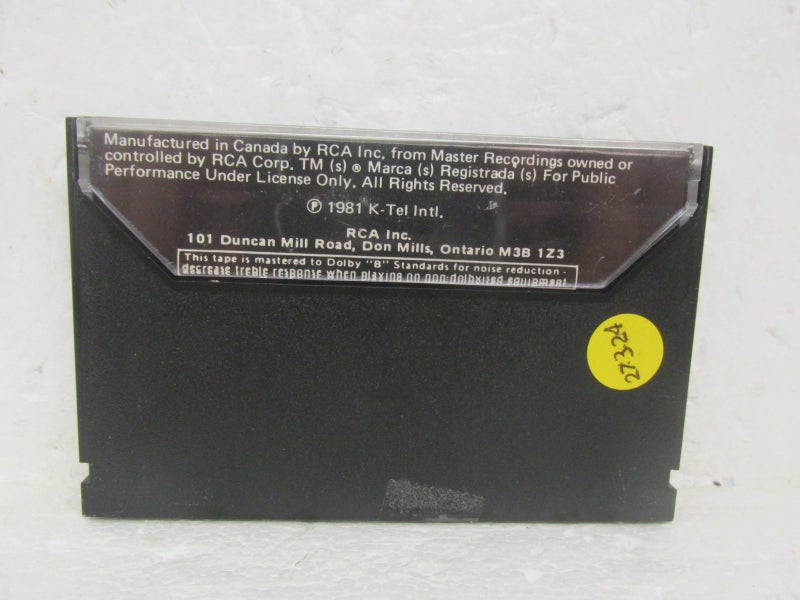 Manufactured in Canada by RCA Inc. from Master Recordings owned or
controlled by RCA Corp. TM (s) ® Marca (s) Registrada (s) For Public
Performance Under License Only. All Rights Reserved.
℗ 1981 K-Tel Intl.
RCA Inc.
101 Duncan Mill Road, Don Mills, Ontario M3B 1Z3
This tape is mastered to Dolby "B" Standards for noise reduction -
decrease treble response when playing on non-dolbyised equipment
27324